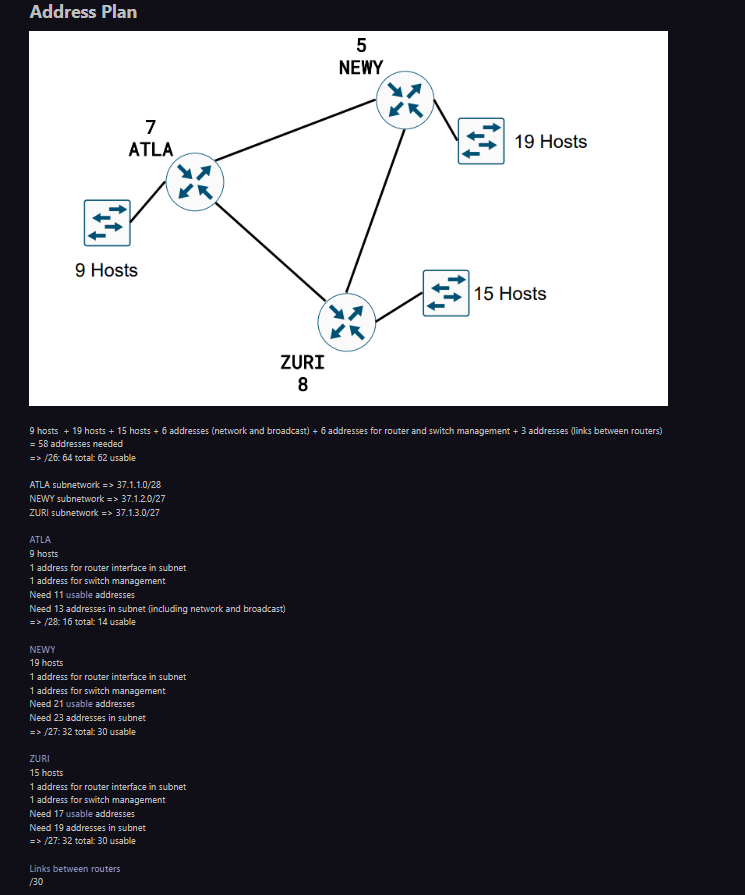 Address Plan
5
NEWY
7
ATLA
19 Hosts
9 Hosts
15 Hosts
ZURI
8
9 hosts + 19 hosts + 15 hosts + 6 addresses (network and broadcast) + 6 addresses for router and switch management + 3 addresses (links between routers)
= 58 addresses needed
=> /26: 64 total: 62 usable
ATLA subnetwork => 37.1.1.0/28
NEWY subnetwork => 37.1.2.0/27
ZURI subnetwork => 37.1.3.0/27
ATLA
9 hosts
1 address for router interface in subnet
1 address for switch management
Need 11 usable addresses
Need 13 addresses in subnet (including network and broadcast)
=> /28: 16 total: 14 usable
NEWY
19 hosts
1 address for router interface in subnet
1 address for switch management
Need 21 usable addresses
Need 23 addresses in subnet
=> /27: 32 total: 30 usable
ZURI
15 hosts
1 address for router interface in subnet
1 address for switch management
Need 17 usable addresses
Need 19 addresses in subnet
=> /27: 32 total: 30 usable
Links between routers
/30